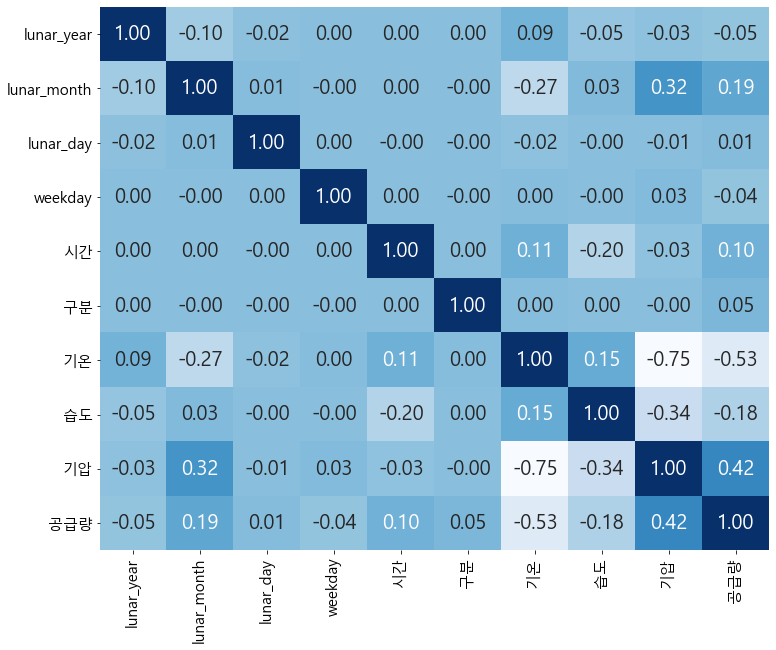 lunar_year 1.00 -0.10 -0.02 0.00 0.00 0.00 0.09 -0.05 -0.03 -0.05
lunar_month -0.10 1.00 0.01 -0.00 0.00 -0.00 -0.27 0.03 0.32 0.19
lunar_day -0.02 0.01 1.00 0.00 -0.00 -0.00 -0.02 -0.00 -0.01 0.01
weekday 0.00 -0.00 0.00 1.00 0.00 -0.00 0.00 -0.00 0.03 -0.04
시간 0.00 0.00 -0.00 0.00 1.00 0.00 0.11 -0.20 -0.03 0.10
구분 0.00 -0.00 -0.00 -0.00 0.00 1.00 0.00 0.00 -0.00 0.05
기온 0.09 -0.27 -0.02 0.00 0.11 0.00 1.00 0.15 -0.75 -0.53
습도 -0.05 0.03 -0.00 -0.00 -0.20 0.00 0.15 1.00 -0.34 -0.18
기압 -0.03 0.32 -0.01 0.03 -0.03 -0.00 -0.75 -0.34 1.00 0.42
공급량 -0.05 0.19 0.01 -0.04 0.10 0.05 -0.53 -0.18 0.42 1.00
lunar_year lunar_month lunar_day weekday 시간 구분 기온 습도 기압 공급량